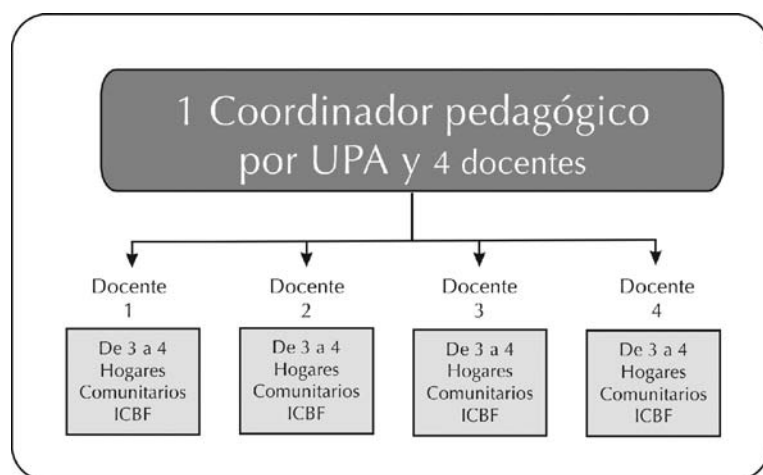 1 Coordinador pedagógico
por UPA y 4 docentes
Docente
1
Docente
2
Docente
3
Docente
4
De 3 a 4
Hogares
Comunitarios
ICBF
De 3 a 4
Hogares
Comunitarios
ICBF
De 3 a 4
Hogares
Comunitarios
ICBF
De 3 a 4
Hogares
Comunitarios
ICBF